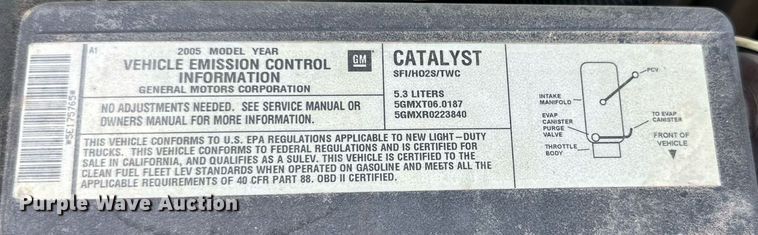 A1
2005 MODEL YEAR
VEHICLE EMISSION CONTROL
INFORMATION
GENERAL MOTORS CORPORATION
GM
NO ADJUSTMENTS NEEDED. SEE SERVICE MANUAL OR
OWNERS MANUAL FOR MORE INFORMATION.
THIS VEHICLE CONFORMS TO U.S. EPA REGULATIONS APPLICABLE TO NEW LIGHT-DUTY
TRUCKS. THIS VEHICLE CONFORMS TO FEDERAL REGULATIONS AND IS CERTIFIED FOR
SALE IN CALIFORNIA, AND QUALIFIES AS A SULEV. THIS VEHICLE IS CERTIFIED TO THE
CLEAN FUEL FLEET LEV STANDARDS WHEN OPERATED ON GASOLINE AND MEETS ALL THE
APPLICABLE REQUIREMENTS OF 40 CFR PART 88. OBD II CERTIFIED.
CATALYST
SFI/HO2S/TWC
5.3 LITERS
5GMXT06.0187
5GMXR0223840
PCV
INTAKE
MANIFOLD
EVAP
CANISTER
PURGE
VALVE
THROTTLE
BODY
TO EVAP
CANISTER
FRONT OF
VEHICLE
*5E175765*
Purple Wave Auction